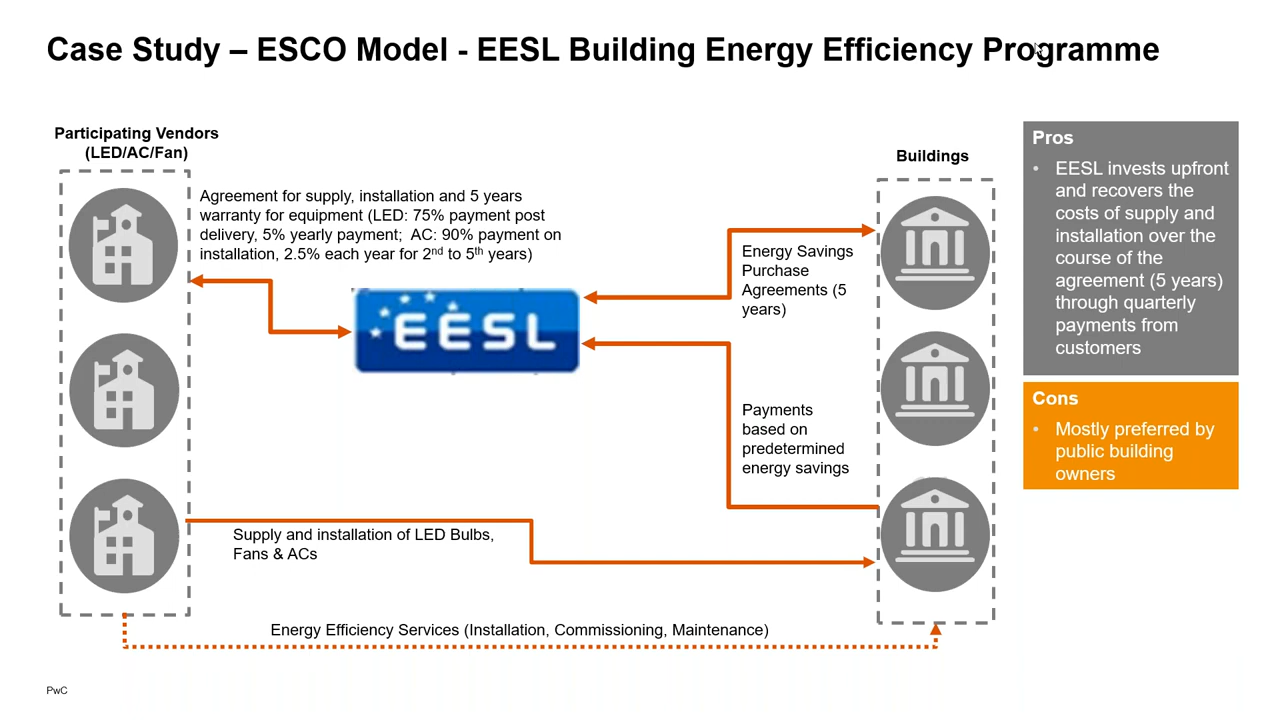 Case Study – ESCO Model - EESL Building Energy Efficiency Programme
Participating Vendors
(LED/AC/Fan)
Agreement for supply, installation and 5 years
warranty for equipment (LED: 75% payment post
delivery, 5% yearly payment;  AC: 90% payment on
installation, 2.5% each year for 2nd to 5th years)
EESL
Energy Savings
Purchase
Agreements (5
years)
Payments
based on
predetermined
energy savings
Supply and installation of LED Bulbs,
Fans & ACs
Energy Efficiency Services (Installation, Commissioning, Maintenance)
Buildings
Pros
• EESL invests upfront
and recovers the
costs of supply and
installation over the
course of the
agreement (5 years)
through quarterly
payments from
customers
Cons
• Mostly preferred by
public building
owners
PwC